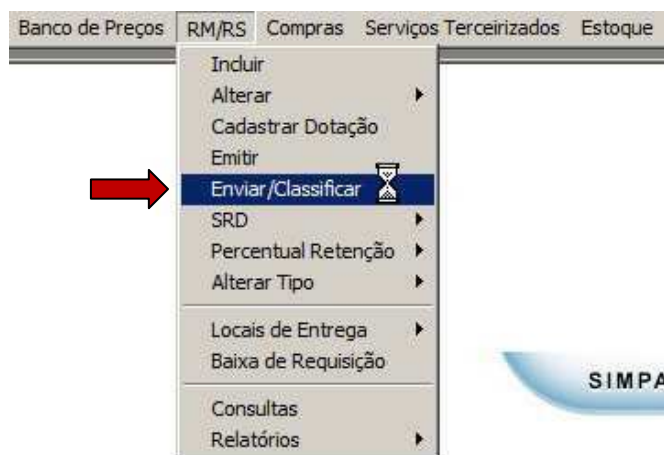 Banco de Preços RM/RS Compras Serviços Terceirizados Estoque
Incluir
Alterar
Cadastrar Dotação
Emitir
Enviar/Classificar
SRD
Percentual Retenção
Alterar Tipo
Locais de Entrega
Baixa de Requisição
Consultas
Relatórios
SIMPA